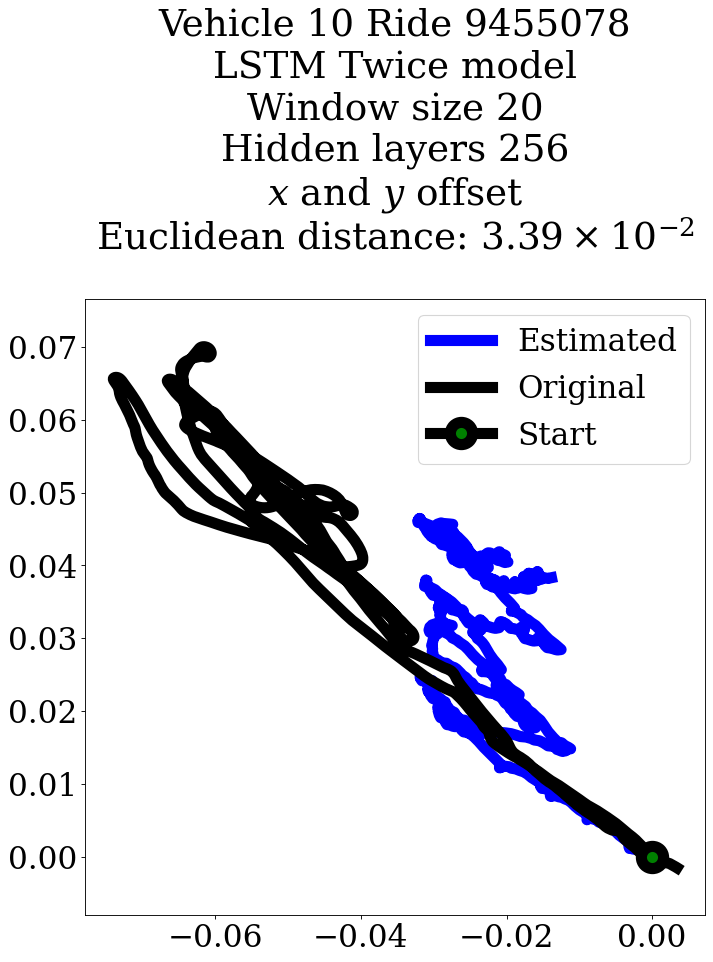 Vehicle 10 Ride 9455078
LSTM Twice model
Window size 20
Hidden layers 256
x and y offset
Euclidean distance: 3.39 × 10⁻²
Estimated
Original
Start
0.07
0.06
0.05
0.04
0.03
0.02
0.01
0.00
−0.06
−0.04
−0.02
0.00